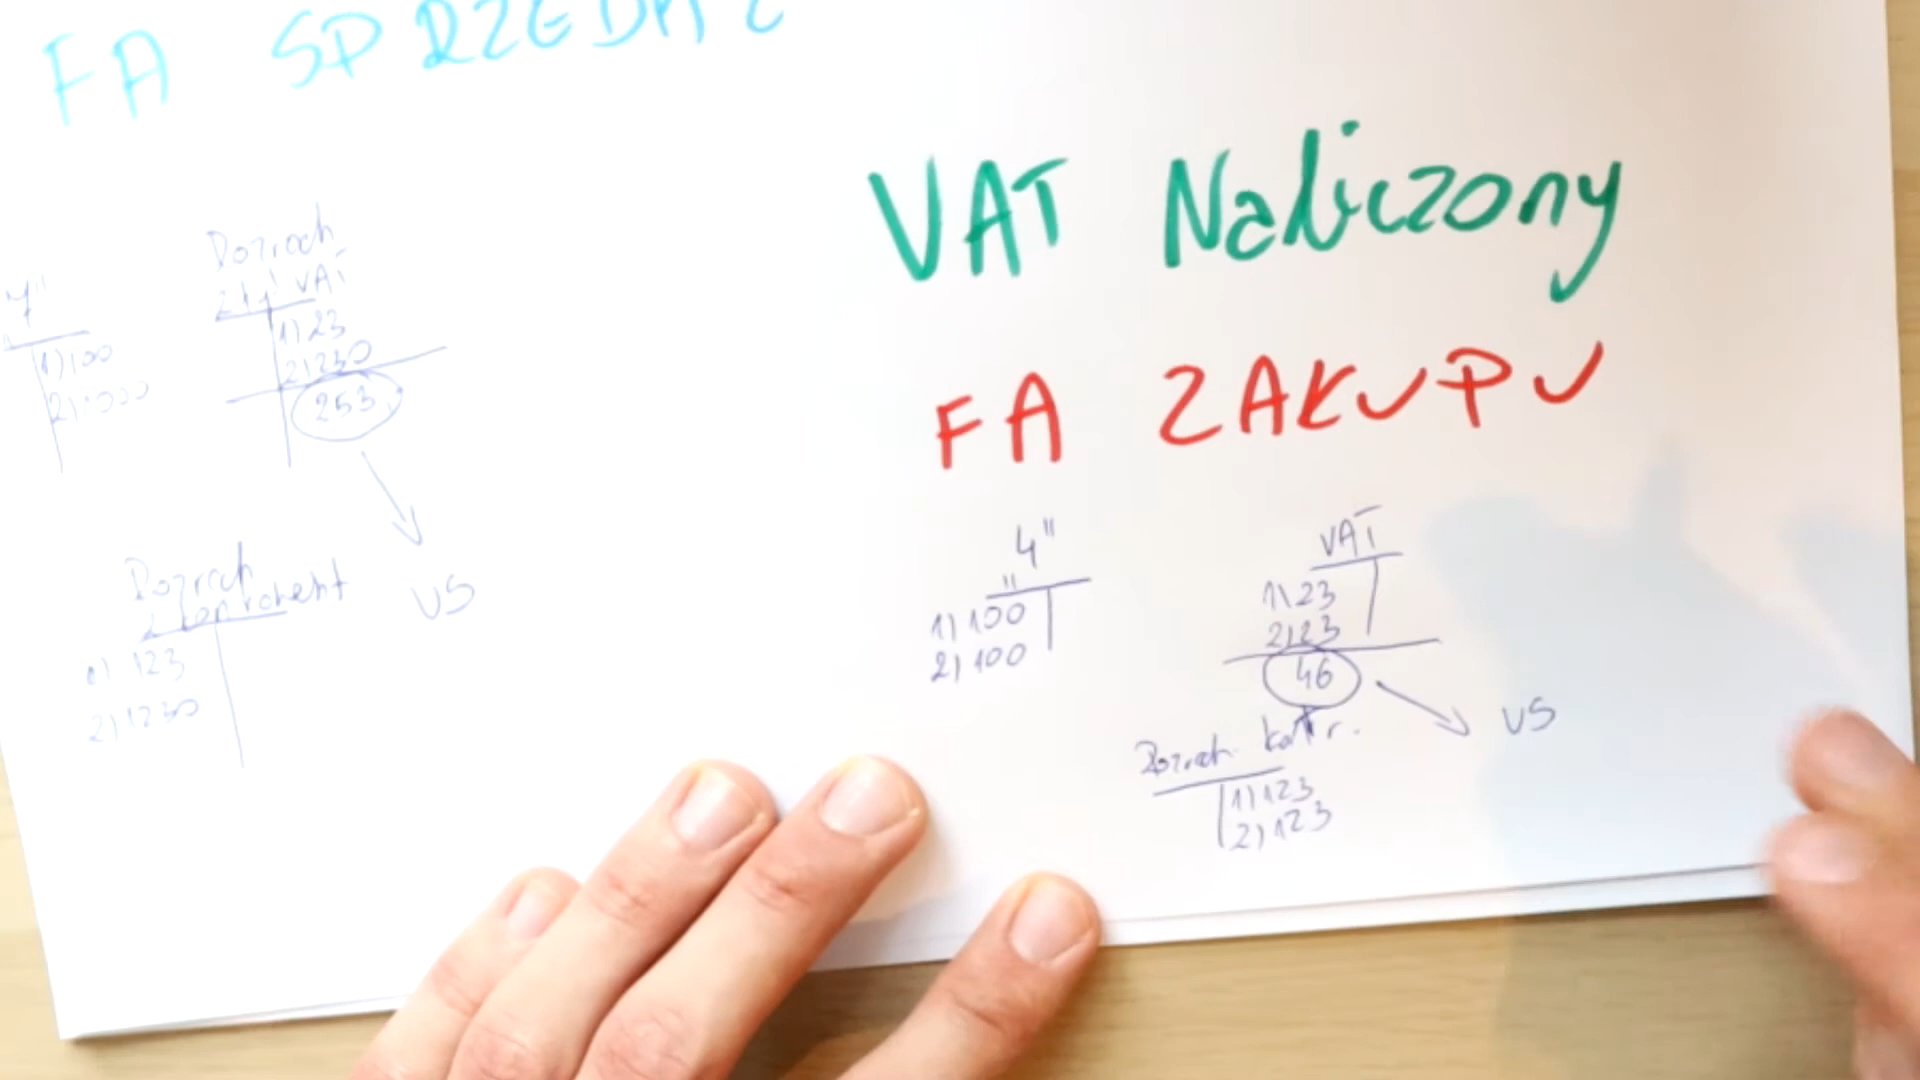 FA SPRZEDAŻ
VAT Naliczony
FA ZAKUPU
Rozrach
z tyt VAT
1) 23
2) 230
253
1) 100
2) 1000
Rozrach
z kontrahent
1) 123
2) 1230
US
"4"
1) 100
2) 100
VAT
1) 23
2) 23
46
US
Rozrach. kontr.
1) 123
2) 123